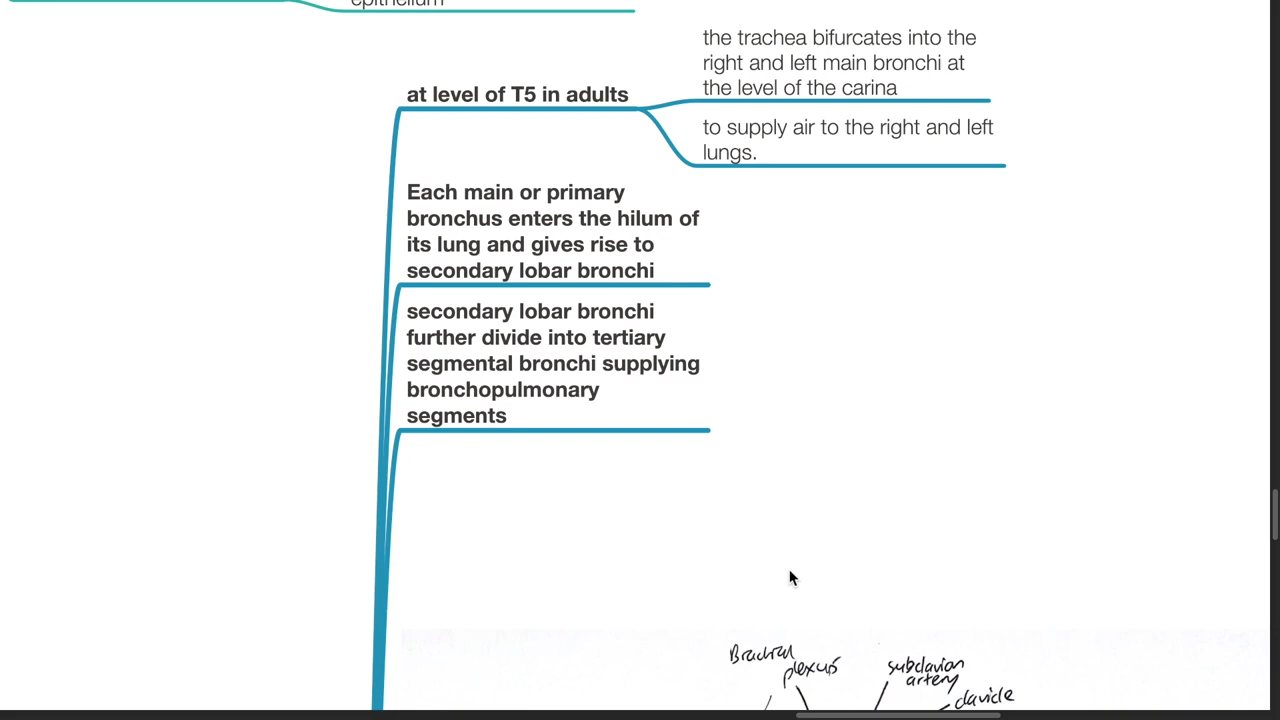 epithelium
the trachea bifurcates into the
right and left main bronchi at
the level of the carina
at level of T5 in adults
to supply air to the right and left
lungs.
Each main or primary
bronchus enters the hilum of
its lung and gives rise to
secondary lobar bronchi
secondary lobar bronchi
further divide into tertiary
segmental bronchi supplying
bronchopulmonary
segments
Brachial
plexus
subclavian
artery
clavicle